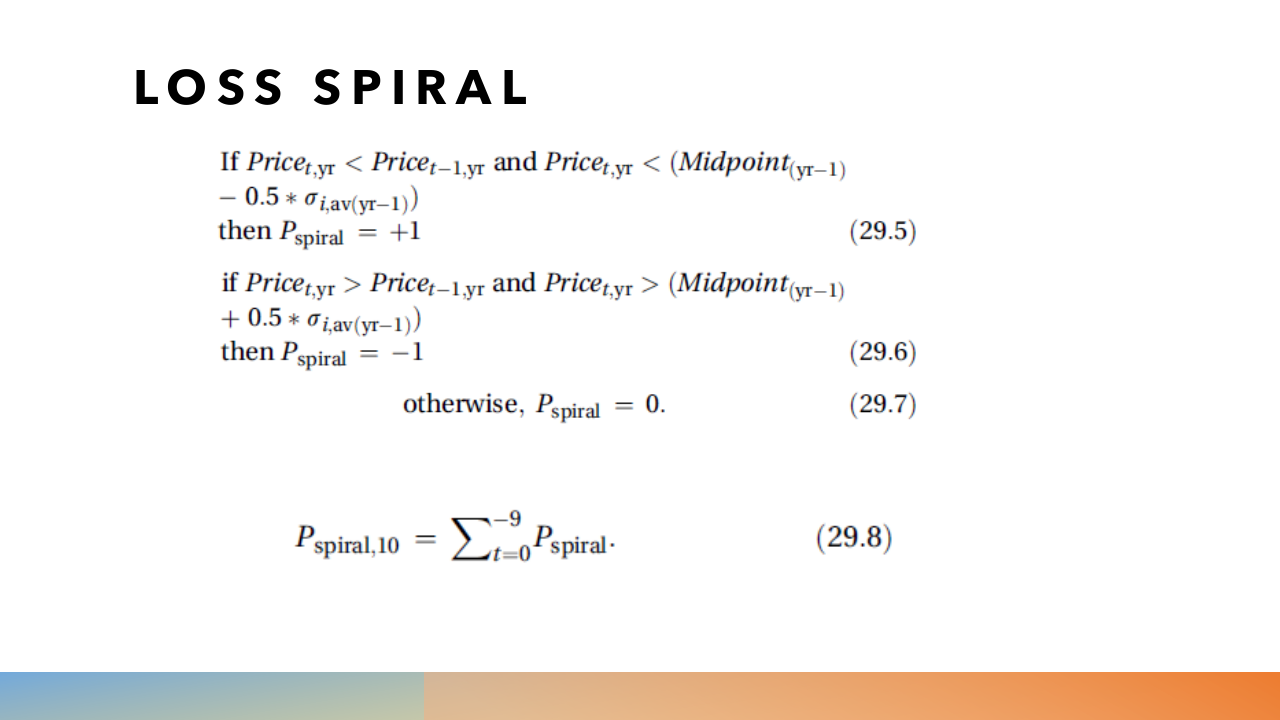 LOSS SPIRAL
If Price_{t,yr} < Price_{t−1,yr} and Price_{t,yr} < (Midpoint_{(yr−1)}
− 0.5 ∗ σ_{i,av(yr−1)})
then P_{spiral} = +1 (29.5)
if Price_{t,yr} > Price_{t−1,yr} and Price_{t,yr} > (Midpoint_{(yr−1)}
+ 0.5 ∗ σ_{i,av(yr−1)})
then P_{spiral} = −1 (29.6)
otherwise, P_{spiral} = 0. (29.7)
P_{spiral,10} = ∑_{t=0}^{−9} P_{spiral}. (29.8)